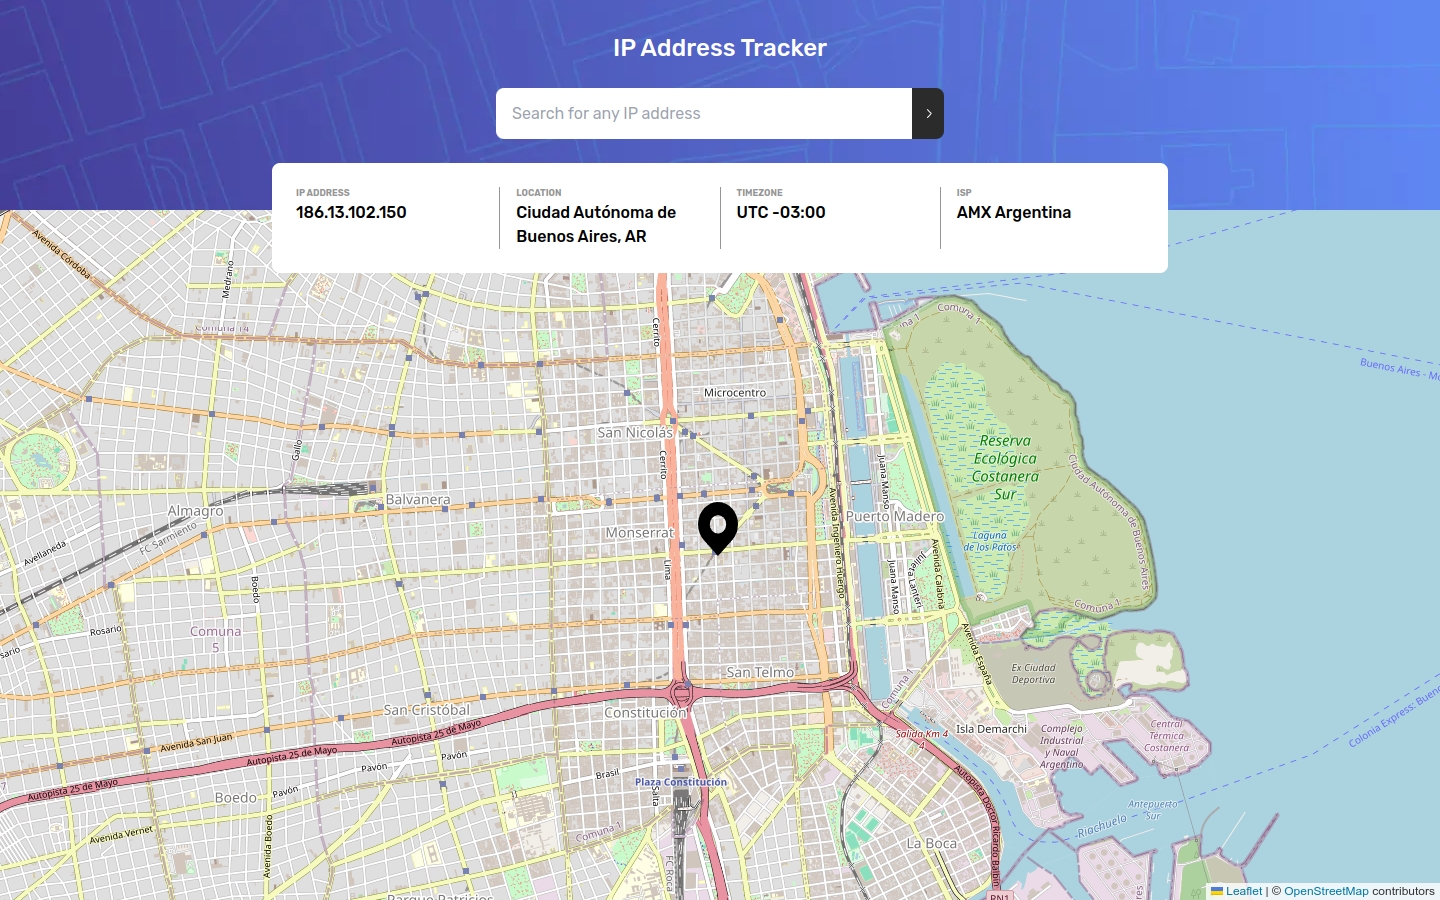 IP Address Tracker
Search for any IP address
IP ADDRESS
186.13.102.150
LOCATION
Ciudad Autónoma de
Buenos Aires, AR
TIMEZONE
UTC -03:00
ISP
AMX Argentina
Avenida Córdoba
Medrano
Comuna 14
Cerrito
Comuna 1
Buenos Aires - Mo
Microcentro
San Nicolás
Gallo
Cerrito
Reserva
Ecológica
Costanera
Sur
Ciudad Autónoma de Buenos Aires
Balvanera
Almagro
Juana Manso
Avenida Ingeniero Huergo
Puerto Madero
FC Sarmiento
Avellaneda
Monserrat
Laguna
de los Patos
Lima
Boedo
Juana Manso
Julieta Lanteri
Avenida Calabria
Comuna 1
Rosario
Comuna
5
sario
Avenida España
San Telmo
Ex Ciudad
Deportiva
Comuna 1
San Cristóbal
Constitución
Colonia Express: Bueno
Avenida San Juan
Autopista 25 de Mayo
Autopista 25 de Mayo
Autopista 25 de Mayo
Salida Km 4
4
Isla Demarchi
Complejo
Industrial
y Naval
Argentino
Central
Térmica
Costanera
Pavón
Pavón
Pavón
Brasil
Salta
Plaza Constitución
Boedo
Avenida Vernet
Avenida Boedo
Autopista Doctor Ricardo Balbín
Antepuerto
Sur
Riachuelo
Comuna 1
La Boca
FC Roca
Parque Patricios
RN1
Leaflet | © OpenStreetMap contributors